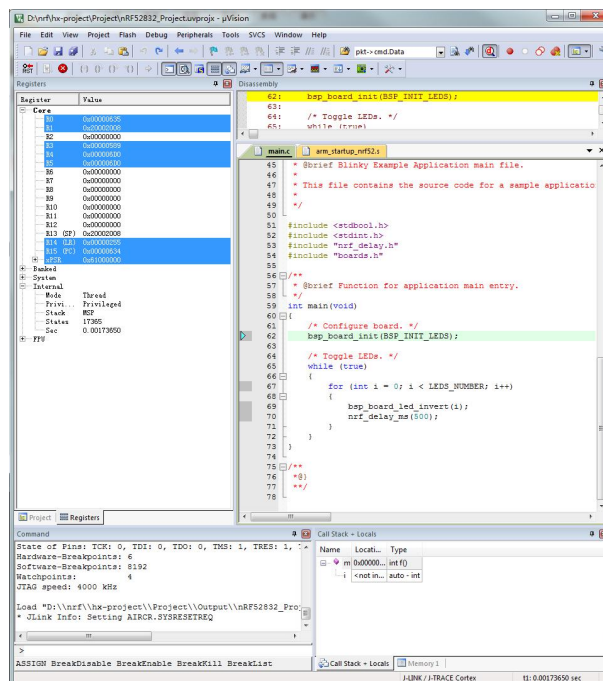 D:\nrf\hx-project\Project\nRF52832_Project.uvprojx - µVision
File Edit View Project Flash Debug Peripherals Tools SVCS Window Help
pkt->cmd.Data
RST
Registers
Disassembly
Register Value
Core
R0 0x00000635
R1 0x20002008
R2 0x00000000
R3 0x00000589
R4 0x000006D0
R5 0x000006D0
R6 0x00000000
R7 0x00000000
R8 0x00000000
R9 0x00000000
R10 0x00000000
R11 0x00000000
R12 0x00000000
R13 (SP) 0x20002008
R14 (LR) 0x00000255
R15 (PC) 0x00000634
xPSR 0x61000000
Banked
System
Internal
Mode Thread
Privi... Privileged
Stack MSP
States 17365
Sec 0.00173650
FPU
Project Registers
62: bsp_board_init(BSP_INIT_LEDS);
63:
64: /* Toggle LEDs. */
65: while (true)
main.c arm_startup_nrf52.s
45 * @brief Blinky Example Application main file.
46 *
47 * This file contains the source code for a sample applicatio
48 *
49 */
50
51 #include <stdbool.h>
52 #include <stdint.h>
53 #include "nrf_delay.h"
54 #include "boards.h"
55
56 /**
57 * @brief Function for application main entry.
58 */
59 int main(void)
60 {
61 /* Configure board. */
62 bsp_board_init(BSP_INIT_LEDS);
63
64 /* Toggle LEDs. */
65 while (true)
66 {
67 for (int i = 0; i < LEDS_NUMBER; i++)
68 {
69 bsp_board_led_invert(i);
70 nrf_delay_ms(500);
71 }
72 }
73 }
74
75 /**
76 *@}
77 **/
78
Command
State of Pins: TCK: 0, TDI: 0, TDO: 0, TMS: 1, TRES: 1,
Hardware-Breakpoints: 6
Software-Breakpoints: 8192
Watchpoints: 4
JTAG speed: 4000 kHz
Load "D:\\nrf\\hx-project\\Project\\Output\\nRF52832_Proj
* JLink Info: Setting AIRCR.SYSRESETREQ
>
ASSIGN BreakDisable BreakEnable BreakKill BreakList
Call Stack + Locals
Name Locati... Type
m 0x00000... int f()
i <not in... auto - int
Call Stack + Locals Memory 1
J-LINK / J-TRACE Cortex t1: 0.00173650 sec